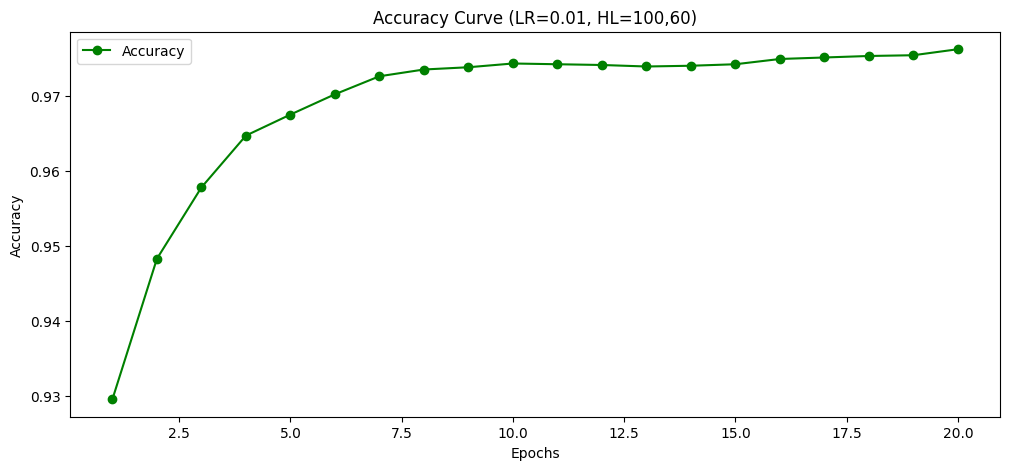 Accuracy Curve (LR=0.01, HL=100,60)
Accuracy
0.97
0.96
0.95
0.94
0.93
Accuracy
2.5 5.0 7.5 10.0 12.5 15.0 17.5 20.0
Epochs